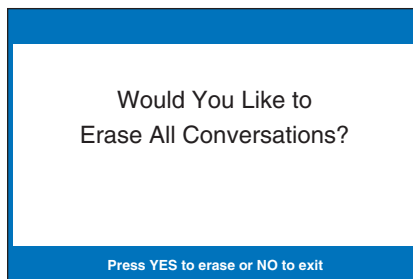 Would You Like to
Erase All Conversations?
Press YES to erase or NO to exit